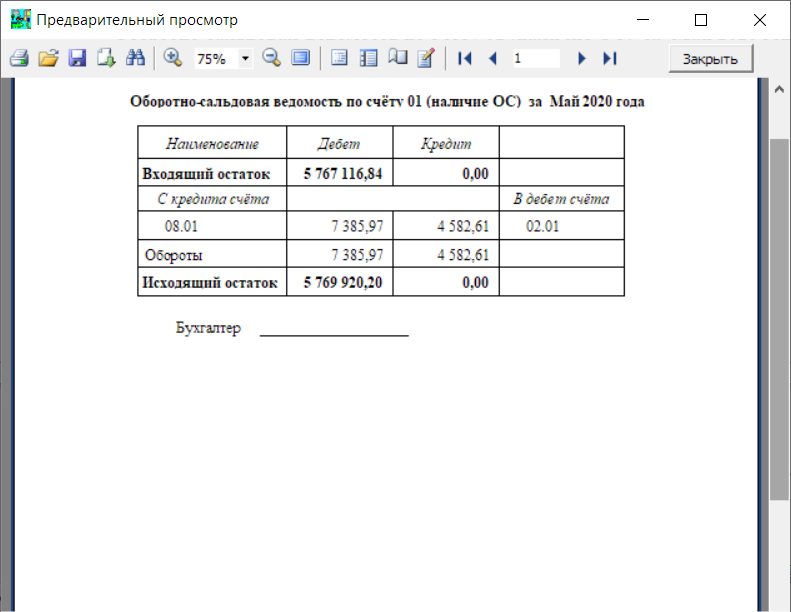 Предварительный просмотр
75% 1 Закрыть
Оборотно-сальдовая ведомость по счёту 01 (наличие ОС) за Май 2020 года
Наименование Дебет Кредит
Входящий остаток 5 767 116,84 0,00
С кредита счёта В дебет счёта
08.01 7 385,97 4 582,61 02.01
Обороты 7 385,97 4 582,61
Исходящий остаток 5 769 920,20 0,00
Бухгалтер